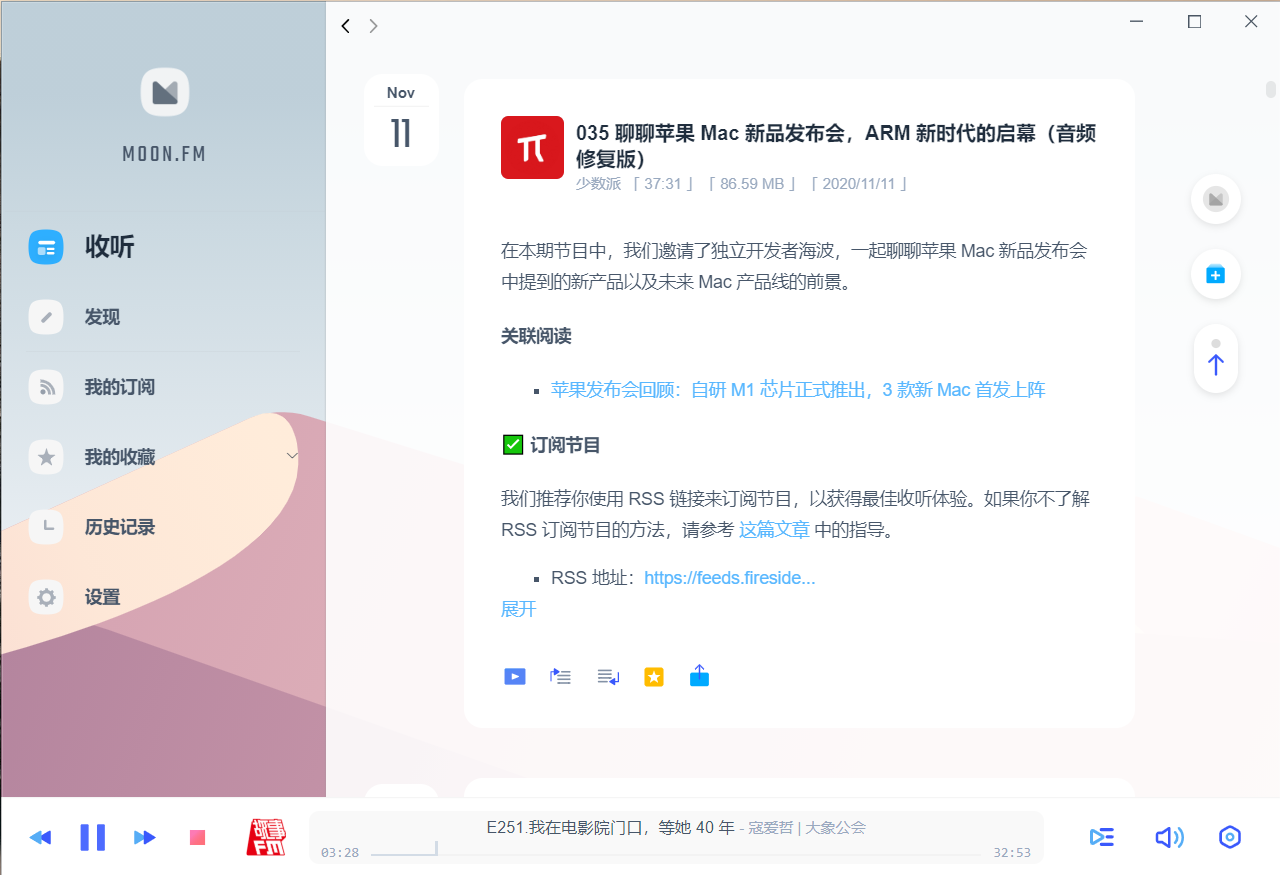 MOON.FM
收听
发现
我的订阅
我的收藏
历史记录
设置
Nov
11
035 聊聊苹果 Mac 新品发布会，ARM 新时代的启幕（音频
修复版）
少数派 「 37:31 」 「 86.59 MB 」 「 2020/11/11 」
在本期节目中，我们邀请了独立开发者海波，一起聊聊苹果 Mac 新品发布会
中提到的新产品以及未来 Mac 产品线的前景。
关联阅读
▪ 苹果发布会回顾：自研 M1 芯片正式推出，3 款新 Mac 首发上阵
✅ 订阅节目
我们推荐你使用 RSS 链接来订阅节目，以获得最佳收听体验。如果你不了解
RSS 订阅节目的方法，请参考 这篇文章 中的指导。
▪ RSS 地址：https://feeds.fireside...
展开
故事FM
E251.我在电影院门口，等她 40 年 - 寇爱哲 | 大象公会
03:28
32:53